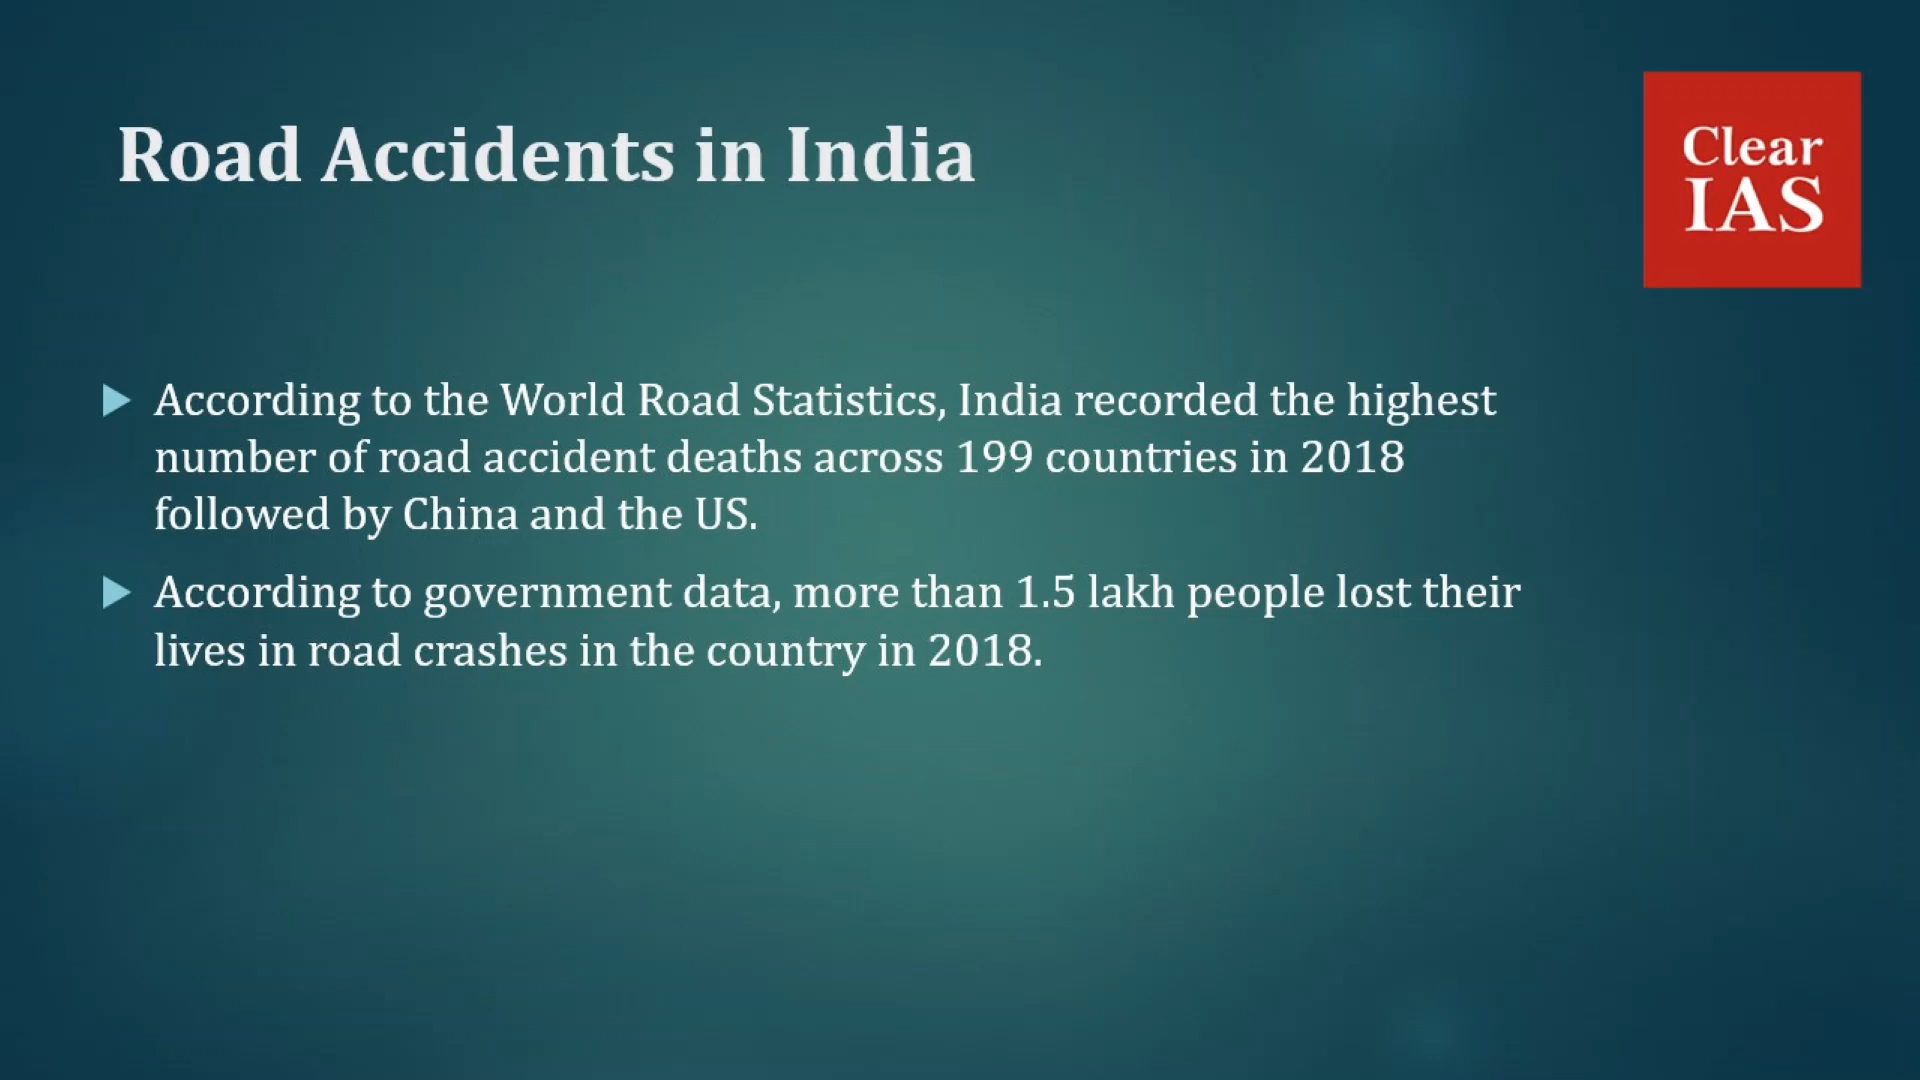 Road Accidents in India
Clear
IAS
According to the World Road Statistics, India recorded the highest
number of road accident deaths across 199 countries in 2018
followed by China and the US.
According to government data, more than 1.5 lakh people lost their
lives in road crashes in the country in 2018.